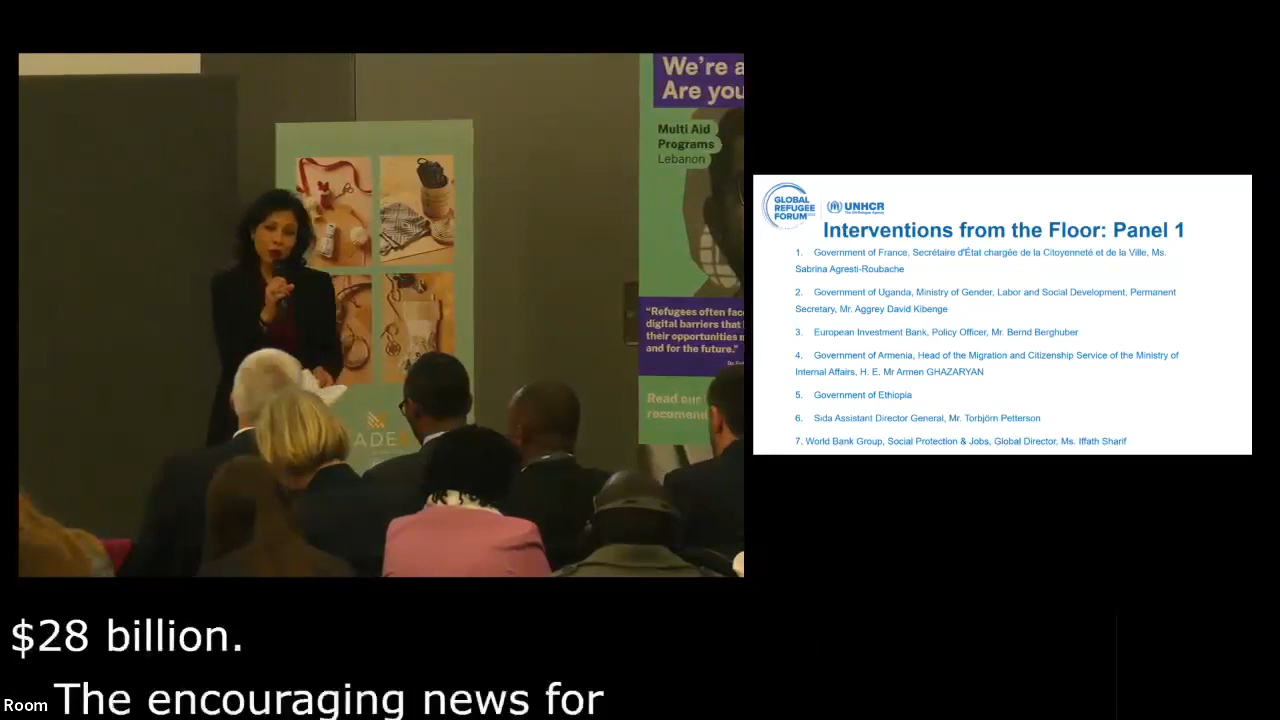 We're a
Are you
Multi Aid
Programs
Lebanon
"Refugees often fac
digital barriers that
their opportunities
and for the future."
Read our
ADE
GLOBAL
REFUGEE
FORUM
UNHCR
The UN Refugee Agency
Interventions from the Floor: Panel 1
1. Government of France, Secrétaire d'État chargée de la Citoyenneté et de la Ville, Ms.
Sabrina Agresti-Roubache
2. Government of Uganda, Ministry of Gender, Labor and Social Development, Permanent
Secretary, Mr. Aggrey David Kibenge
3. European Investment Bank, Policy Officer, Mr. Bernd Berghuber
4. Government of Armenia, Head of the Migration and Citizenship Service of the Ministry of
Internal Affairs, H. E. Mr Armen GHAZARYAN
5. Government of Ethiopia
6. Sida Assistant Director General, Mr. Torbjörn Petterson
7. World Bank Group, Social Protection & Jobs, Global Director, Ms. Iffath Sharif
$28 billion.
Room
The encouraging news for